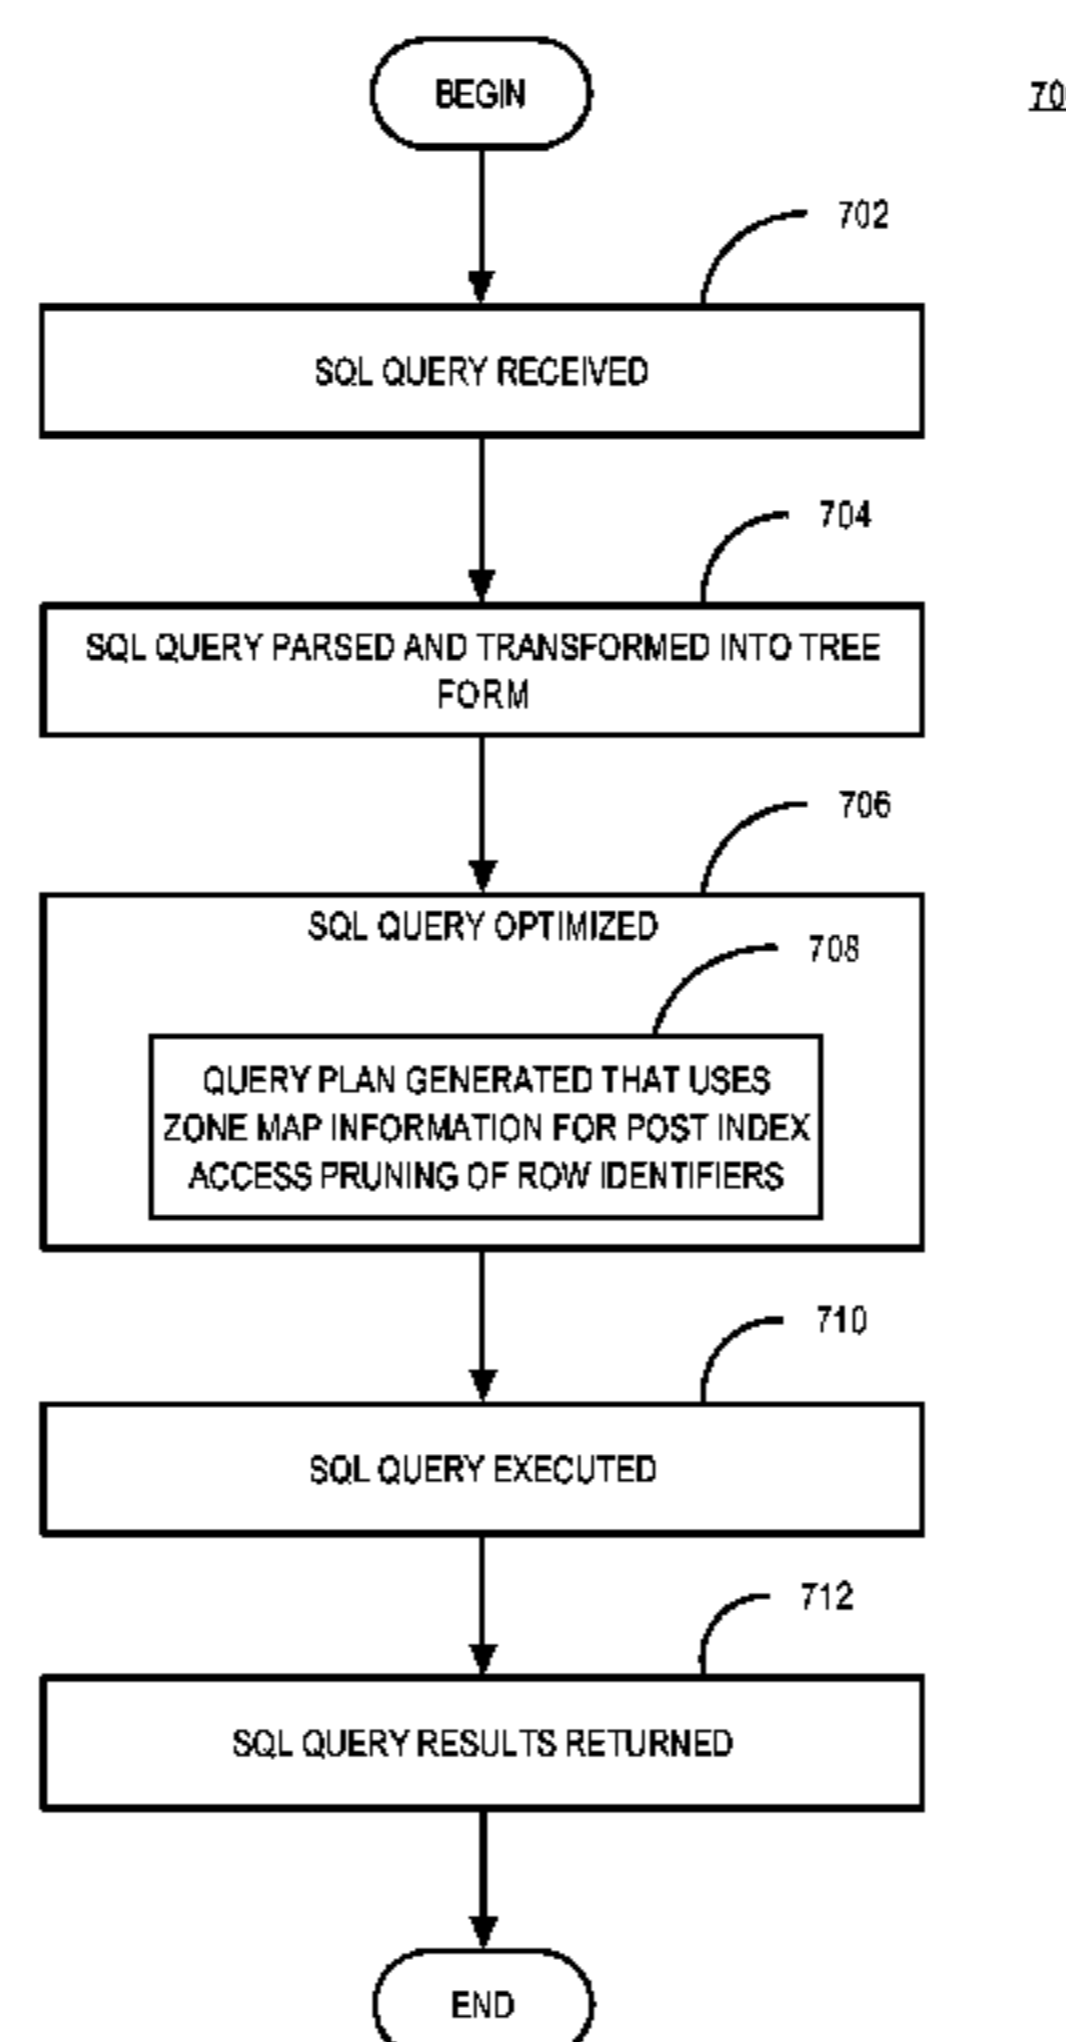 BEGIN
70
702
SQL QUERY RECEIVED
704
SQL QUERY PARSED AND TRANSFORMED INTO TREE
FORM
706
SQL QUERY OPTIMIZED
708
QUERY PLAN GENERATED THAT USES
ZONE MAP INFORMATION FOR POST INDEX
ACCESS PRUNING OF ROW IDENTIFIERS
710
SQL QUERY EXECUTED
712
SQL QUERY RESULTS RETURNED
END